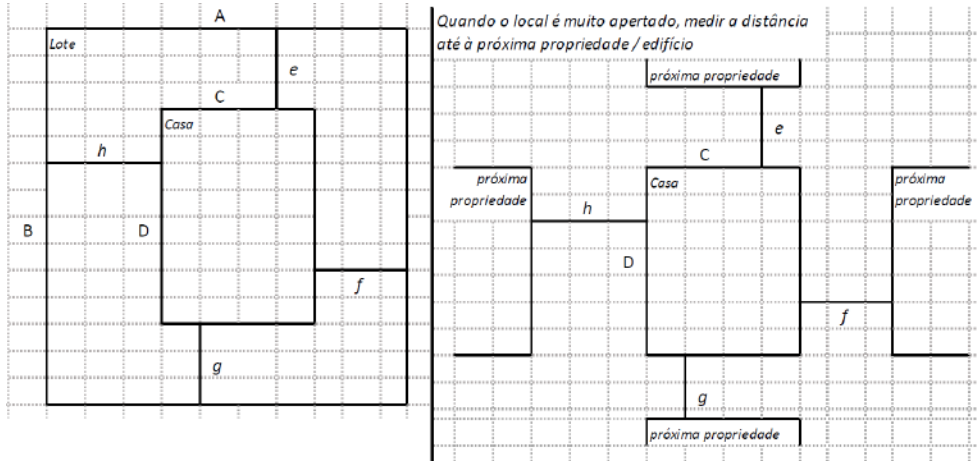 A
Lote
e
C
Casa
h
B
D
f
g
Quando o local é muito apertado, medir a distância
até à próxima propriedade / edifício
próxima propriedade
e
C
próxima
propriedade
Casa
próxima
propriedade
h
D
f
g
próxima propriedade